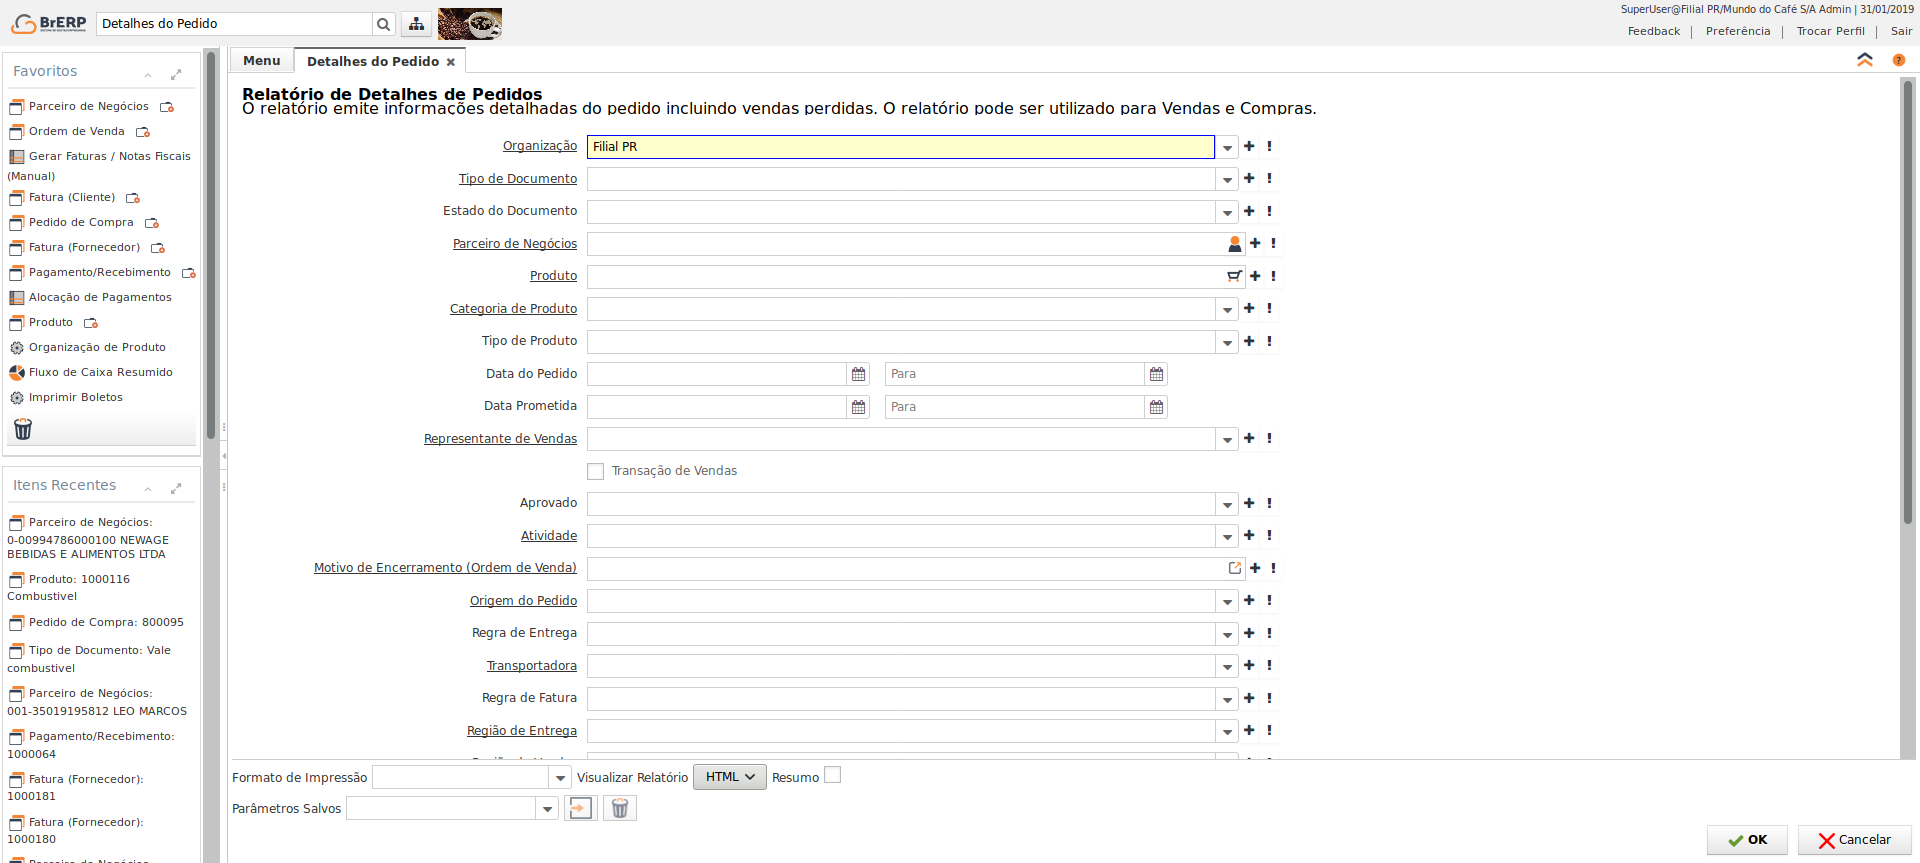 BrERP
Detalhes do Pedido
SuperUser@Filial PR/Mundo do Café S/A Admin | 31/01/2019
Feedback | Preferência | Trocar Perfil | Sair
Favoritos
Parceiro de Negócios
Ordem de Venda
Gerar Faturas / Notas Fiscais
(Manual)
Fatura (Cliente)
Pedido de Compra
Fatura (Fornecedor)
Pagamento/Recebimento
Alocação de Pagamentos
Produto
Organização de Produto
Fluxo de Caixa Resumido
Imprimir Boletos
Itens Recentes
Parceiro de Negócios:
0-00994786000100 NEWAGE
BEBIDAS E ALIMENTOS LTDA
Produto: 1000116
Combustivel
Pedido de Compra: 800095
Tipo de Documento: Vale
combustivel
Parceiro de Negócios:
001-35019195812 LEO MARCOS
Pagamento/Recebimento:
1000064
Fatura (Fornecedor):
1000181
Fatura (Fornecedor):
1000180
Parceiro de Negócios
Menu
Detalhes do Pedido
Relatório de Detalhes de Pedidos
O relatório emite informações detalhadas do pedido incluindo vendas perdidas. O relatório pode ser utilizado para Vendas e Compras.
Organização Filial PR
Tipo de Documento
Estado do Documento
Parceiro de Negócios
Produto
Categoria de Produto
Tipo de Produto
Data do Pedido Para
Data Prometida Para
Representante de Vendas
Transação de Vendas
Aprovado
Atividade
Motivo de Encerramento (Ordem de Venda)
Origem do Pedido
Regra de Entrega
Transportadora
Regra de Fatura
Região de Entrega
Formato de Impressão Visualizar Relatório HTML Resumo
Parâmetros Salvos
OK Cancelar